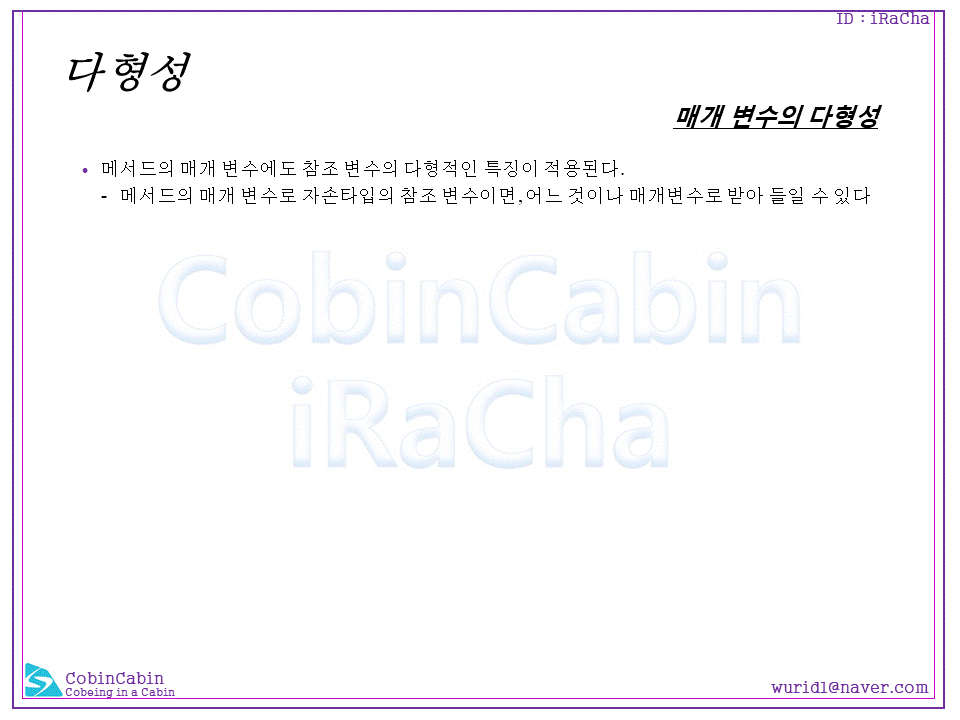 ID : iRaCha
다형성
매개 변수의 다형성
• 메서드의 매개 변수에도 참조 변수의 다형적인 특징이 적용된다.
- 메서드의 매개 변수로 자손타입의 참조 변수이면, 어느 것이나 매개변수로 받아 들일 수 있다
CobinCabin
iRaCha
CobinCabin
Cobeing in a Cabin
wurid1@naver.com